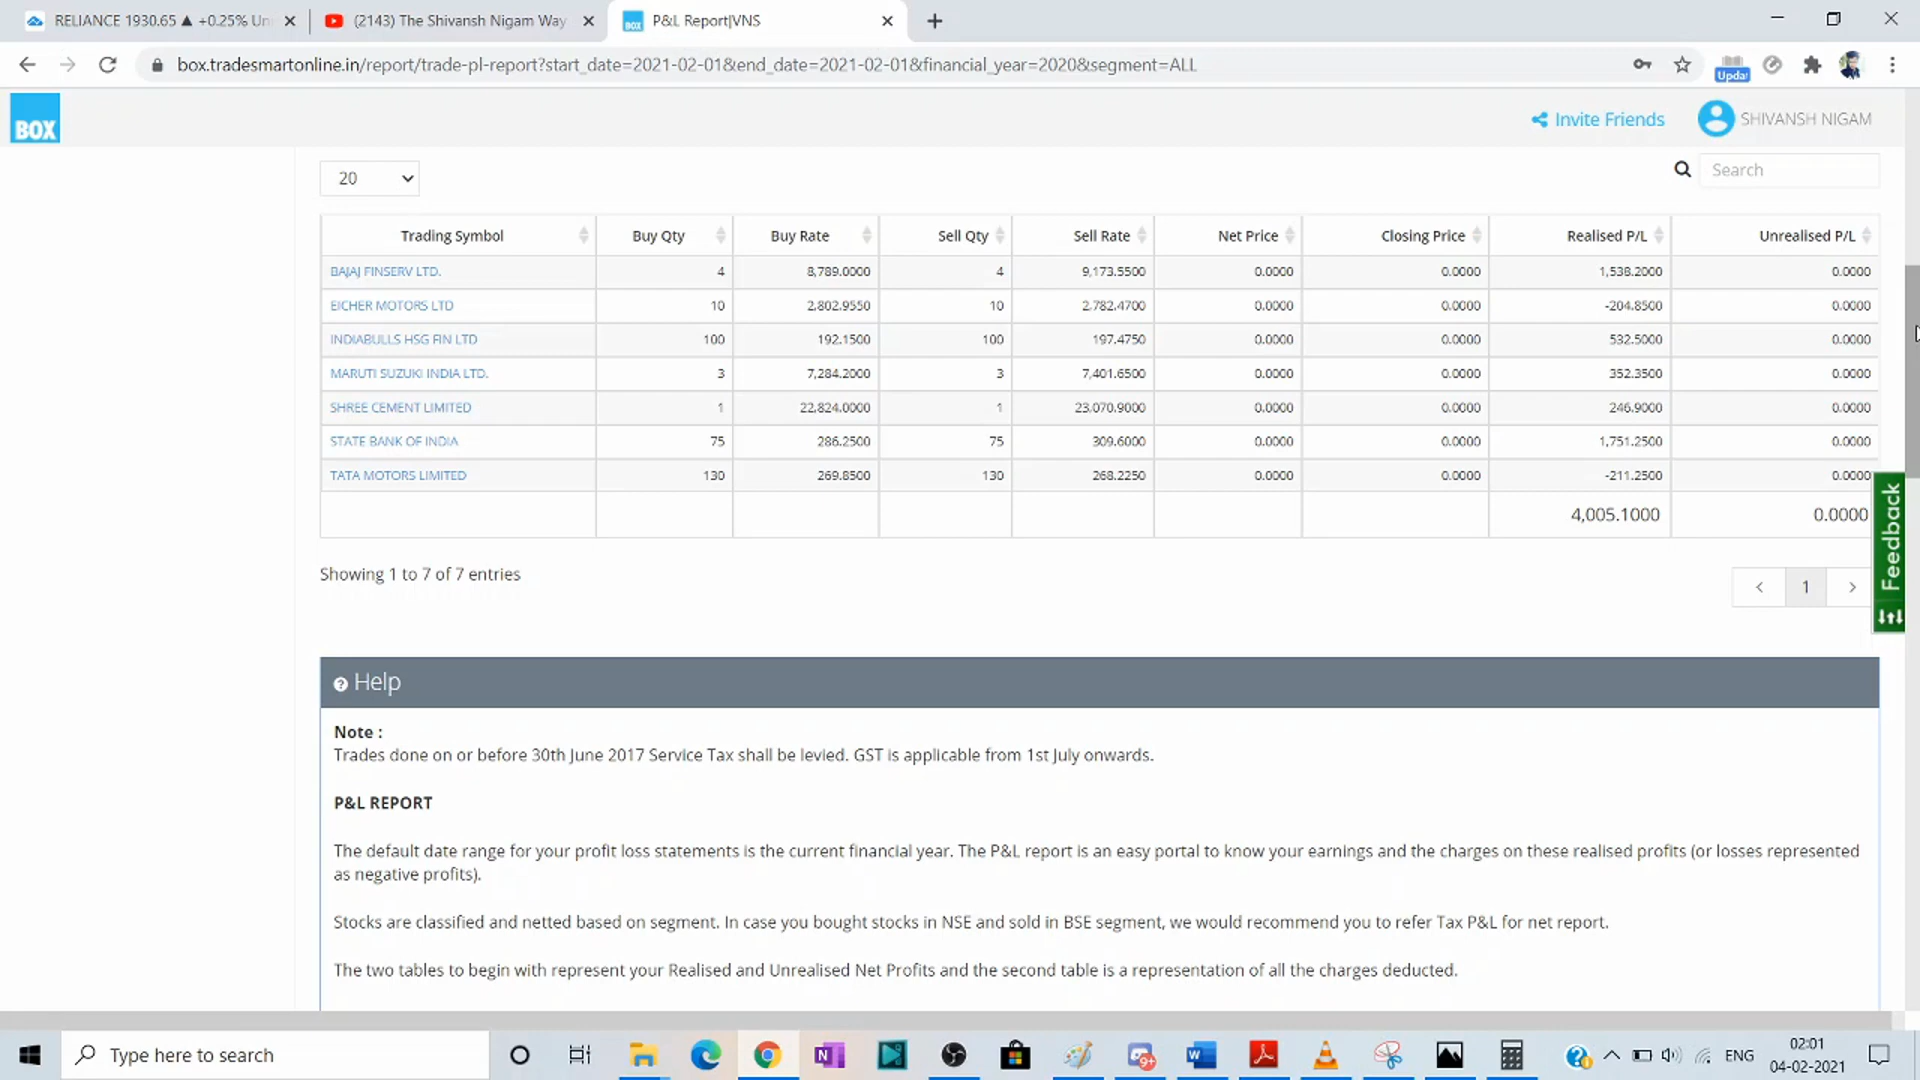 RELIANCE 1930.65 ▲ +0.25% Un
(2143) The Shivansh Nigam Way
P&L Report|VNS
box.tradesmartonline.in/report/trade-pl-report?start_date=2021-02-01&end_date=2021-02-01&financial_year=2020&segment=ALL
Updat
BOX
Invite Friends
SHIVANSH NIGAM
20
Search
Trading Symbol Buy Qty Buy Rate Sell Qty Sell Rate Net Price Closing Price Realised P/L Unrealised P/L
BAJAJ FINSERV LTD. 4 8,789.0000 4 9,173.5500 0.0000 0.0000 1,538.2000 0.0000
EICHER MOTORS LTD 10 2,802.9550 10 2,782.4700 0.0000 0.0000 -204.8500 0.0000
INDIABULLS HSG FIN LTD 100 192.1500 100 197.4750 0.0000 0.0000 532.5000 0.0000
MARUTI SUZUKI INDIA LTD. 3 7,284.2000 3 7,401.6500 0.0000 0.0000 352.3500 0.0000
SHREE CEMENT LIMITED 1 22,824.0000 1 23,070.9000 0.0000 0.0000 246.9000 0.0000
STATE BANK OF INDIA 75 286.2500 75 309.6000 0.0000 0.0000 1,751.2500 0.0000
TATA MOTORS LIMITED 130 269.8500 130 268.2250 0.0000 0.0000 -211.2500 0.0000
4,005.1000 0.0000
Feedback
Showing 1 to 7 of 7 entries
< 1 >
Help
Note :
Trades done on or before 30th June 2017 Service Tax shall be levied. GST is applicable from 1st July onwards.
P&L REPORT
The default date range for your profit loss statements is the current financial year. The P&L report is an easy portal to know your earnings and the charges on these realised profits (or losses represented
as negative profits).
Stocks are classified and netted based on segment. In case you bought stocks in NSE and sold in BSE segment, we would recommend you to refer Tax P&L for net report.
The two tables to begin with represent your Realised and Unrealised Net Profits and the second table is a representation of all the charges deducted.
Type here to search
9+
ENG
02:01
04-02-2021